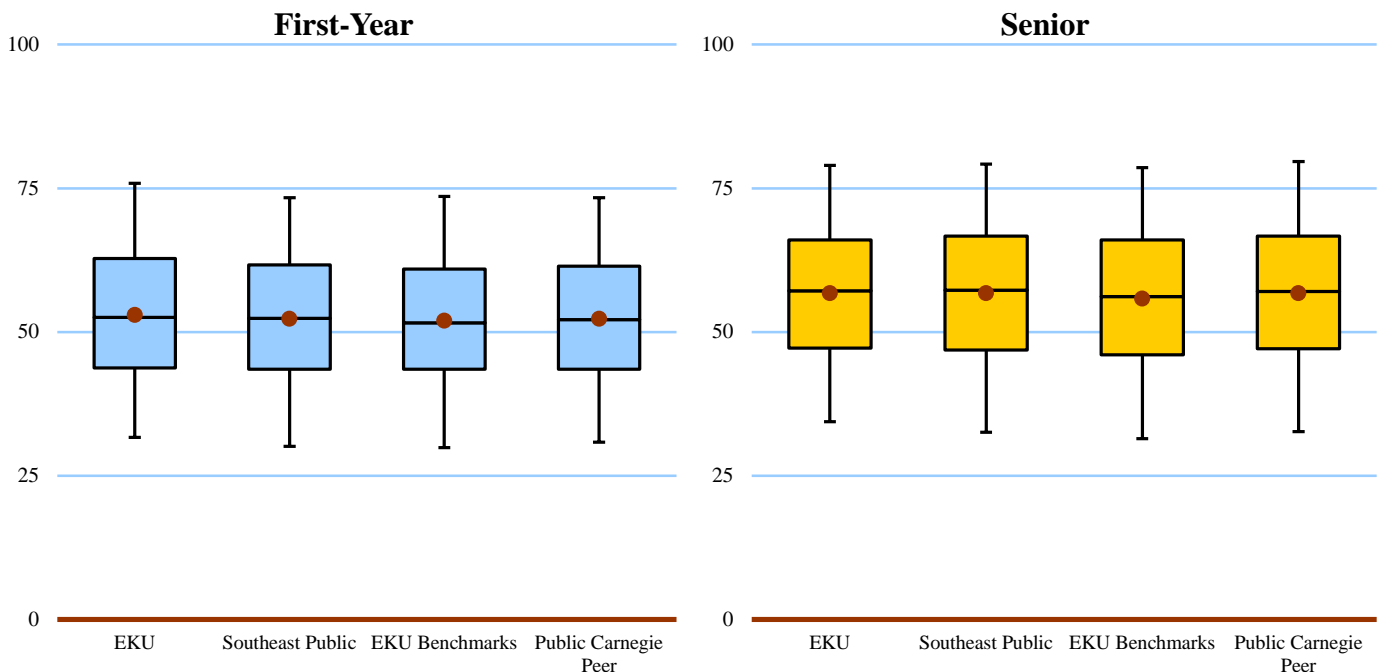 First-Year
100
75
50
25
0
EKU
Southeast Public
EKU Benchmarks
Public Carnegie
Peer
Senior
100
75
50
25
0
EKU
Southeast Public
EKU Benchmarks
Public Carnegie
Peer